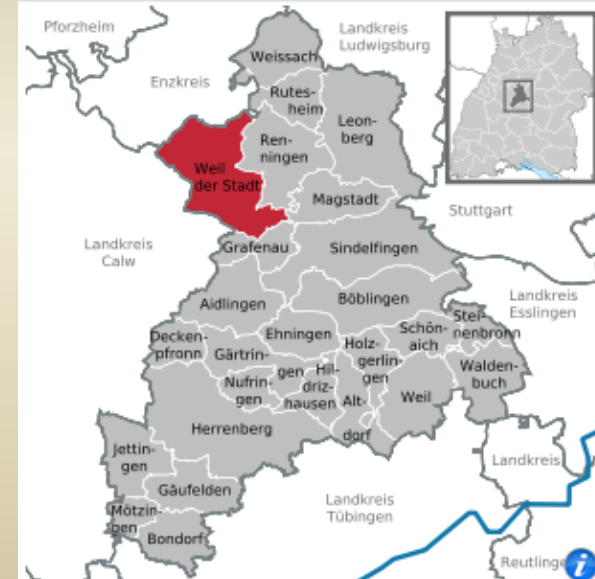 Pforzheim
Landkreis
Ludwigsburg
Weissach
Enzkreis
Rutes-
heim
Leon-
berg
Ren-
ningen
Weil
der Stadt
Magstadt
Stuttgart
Landkreis
Calw
Grafenau
Sindelfingen
Aidlingen
Böblingen
Landkreis
Esslingen
Stei-
nenbronn
Schön-
aich
Ehningen
Holz-
gerlin-
gen
Decken-
pfronn
Gärtrin-
gen
Hil-
driz-
hausen
Walden-
buch
Nufrin-
gen
Alt-
dorf
Weil
Herrenberg
Jettin-
gen
Landkreis
Gäufelden
Landkreis
Tübingen
Mötzin-
gen
Bondorf
i